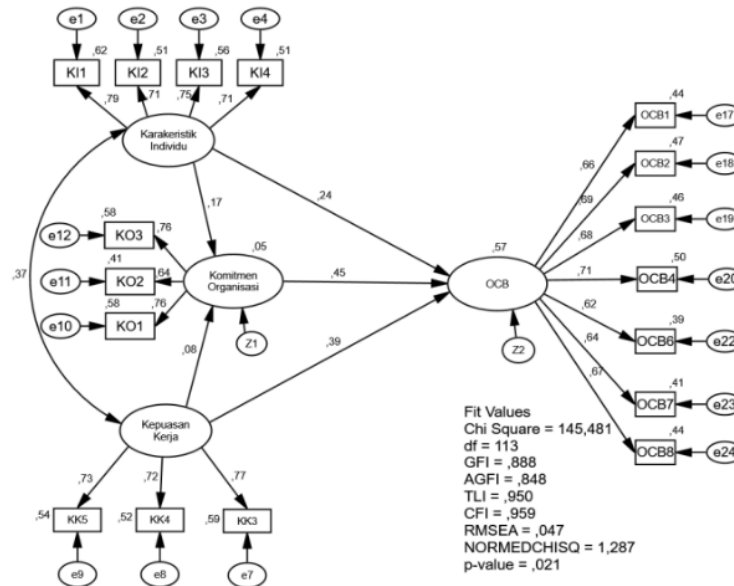 e1
e2
e3
e4
,62
,51
,56
,51
KI1
KI2
KI3
KI4
,79
,71
,75
,71
Karakeristik
Individu
,37
,17
,24
e12
,58
KO3
,76
e11
,41
KO2
,64
e10
,58
KO1
,76
,05
Komitmen
Organisasi
Z1
,45
,08
,39
Kepuasan
Kerja
,73
,72
,77
,54
KK5
,52
KK4
,59
KK3
e9
e8
e7
,57
OCB
Z2
,66
,69
,68
,71
,62
,64
,67
,44
OCB1
e17
,47
OCB2
e18
,46
OCB3
e19
,50
OCB4
e20
,39
OCB6
e22
,41
OCB7
e23
,44
OCB8
e24
Fit Values
Chi Square = 145,481
df = 113
GFI = ,888
AGFI = ,848
TLI = ,950
CFI = ,959
RMSEA = ,047
NORMEDCHISQ = 1,287
p-value = ,021